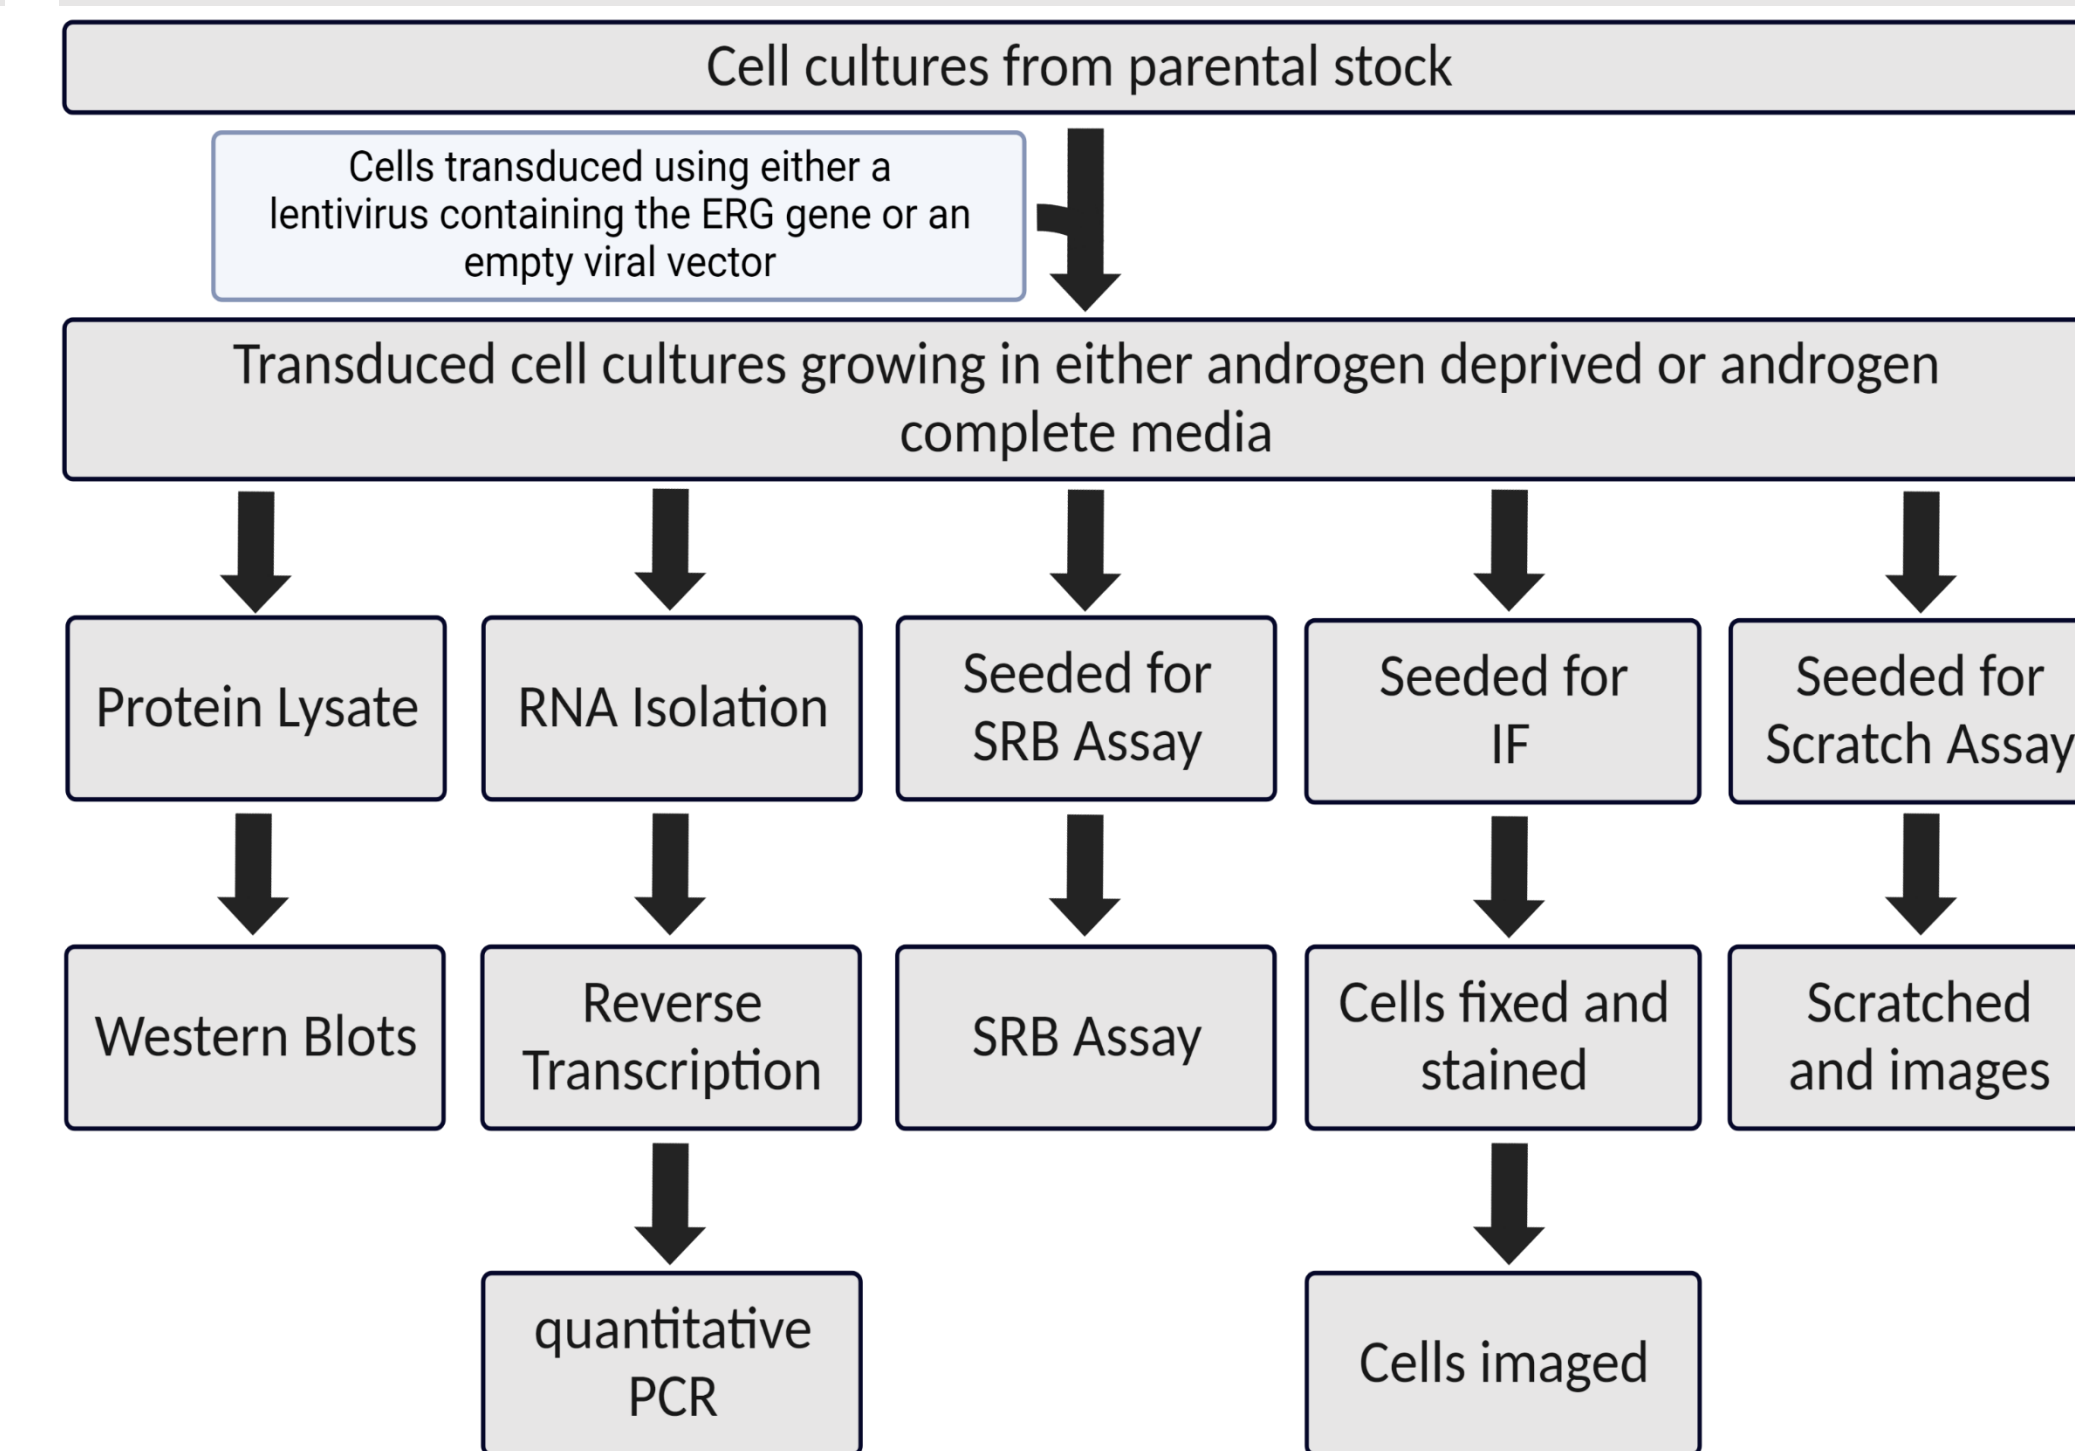 Cell cultures from parental stock
Cells transduced using either a
lentivirus containing the ERG gene or an
empty viral vector
Transduced cell cultures growing in either androgen deprived or androgen
complete media
Protein Lysate
RNA Isolation
Seeded for
SRB Assay
Seeded for
IF
Seeded for
Scratch Assay
Western Blots
Reverse
Transcription
SRB Assay
Cells fixed and
stained
Scratched
and images
quantitative
PCR
Cells imaged